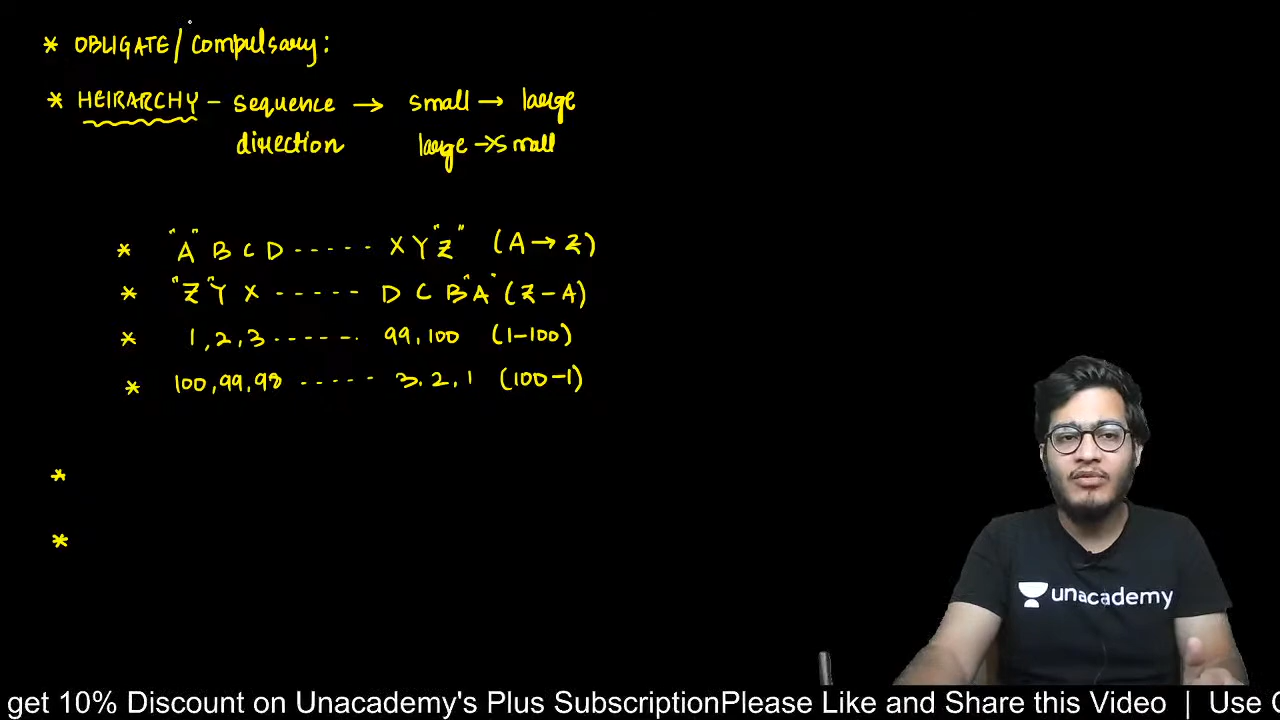 * OBLIGATE/Compulsary:
* HEIRARCHY - sequence → small → large
direction large → small
* "A" B C D ------ X Y "Z" (A → Z)
* "Z" Y X ------ D C B "A" (Z - A)
* 1, 2, 3 ------ 99, 100 (1-100)
* 100, 99, 98 ------ 3, 2, 1 (100-1)
*
*
unacademy
get 10% Discount on Unacademy's Plus SubscriptionPlease Like and Share this Video | Use